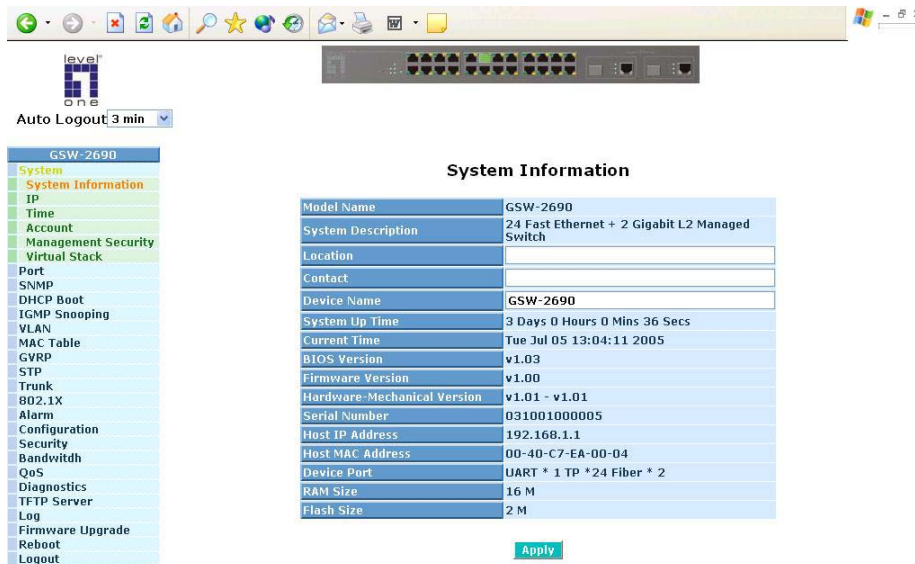 level
one
Auto Logout 3 min
GSW-2690
System
System Information
IP
Time
Account
Management Security
Virtual Stack
Port
SNMP
DHCP Boot
IGMP Snooping
VLAN
MAC Table
GVRP
STP
Trunk
802.1X
Alarm
Configuration
Security
Bandwitdh
QoS
Diagnostics
TFTP Server
Log
Firmware Upgrade
Reboot
Logout
System Information
Model Name GSW-2690
System Description 24 Fast Ethernet + 2 Gigabit L2 Managed
Switch
Location
Contact
Device Name GSW-2690
System Up Time 3 Days 0 Hours 0 Mins 36 Secs
Current Time Tue Jul 05 13:04:11 2005
BIOS Version v1.03
Firmware Version v1.00
Hardware-Mechanical Version v1.01 - v1.01
Serial Number 031001000005
Host IP Address 192.168.1.1
Host MAC Address 00-40-C7-EA-00-04
Device Port UART * 1 TP *24 Fiber * 2
RAM Size 16 M
Flash Size 2 M
Apply